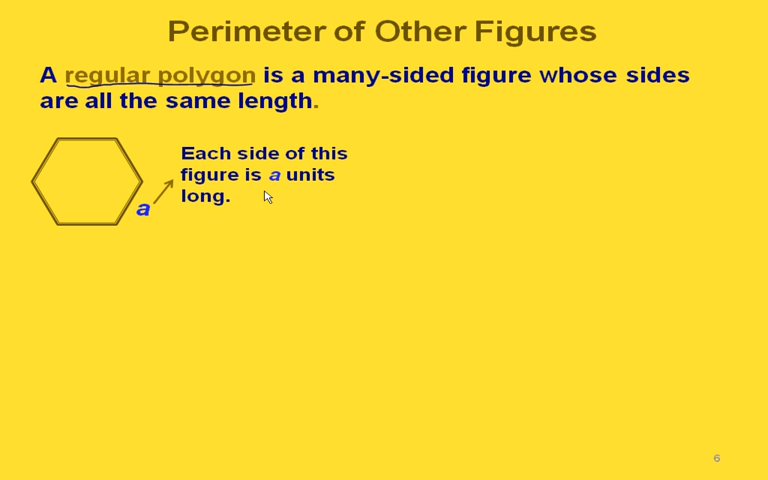 Perimeter of Other Figures
A regular polygon is a many-sided figure whose sides
are all the same length.
Each side of this
figure is a units
long.
a
6